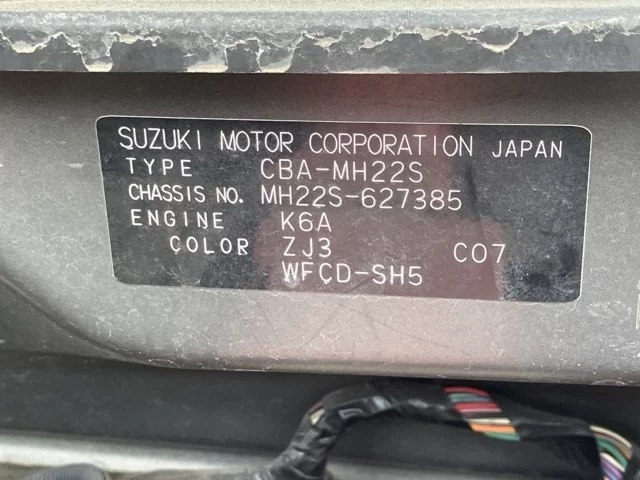 SUZUKI MOTOR CORPORATION JAPAN
TYPE CBA-MH22S
CHASSIS NO. MH22S-627385
ENGINE K6A
COLOR ZJ3 C07
WFCD-SH5